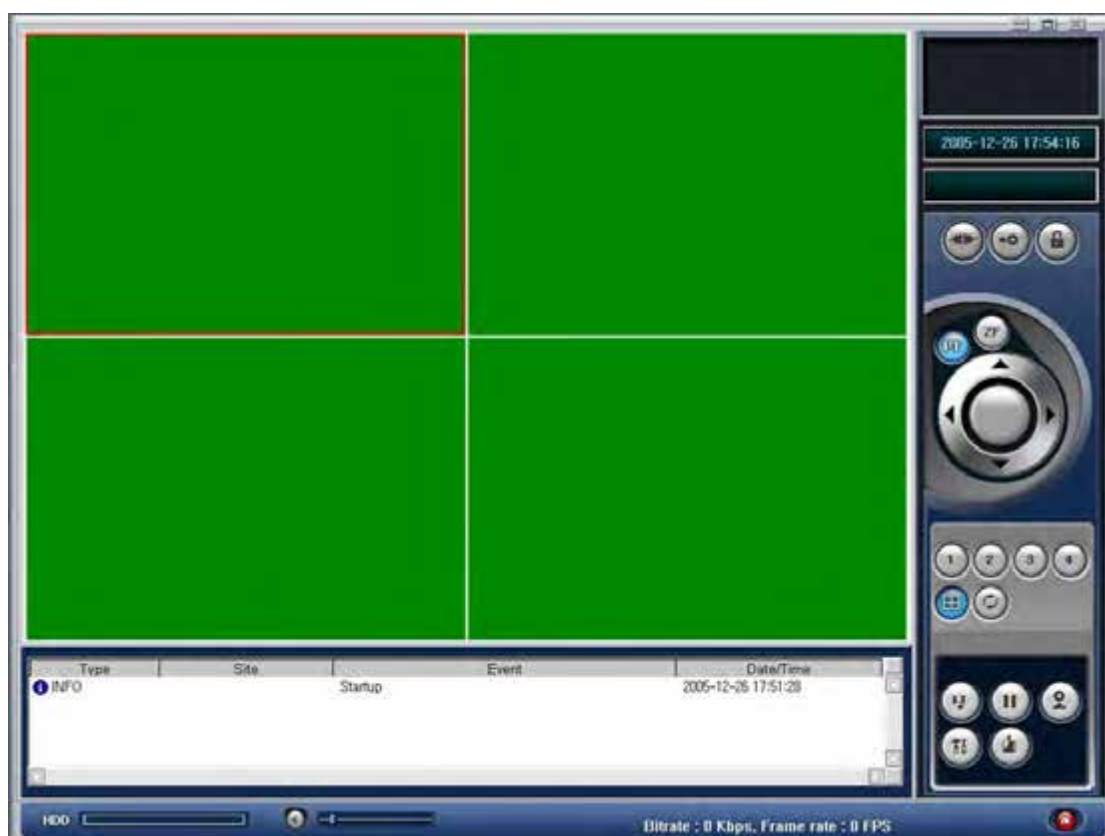 2005-12-26 17:54:16
ZF
1 2 3 4
Type Site Event Date/Time
INFO Startup 2005-12-26 17:51:28
HDD
Bitrate : 0 Kbps, Frame rate : 0 FPS